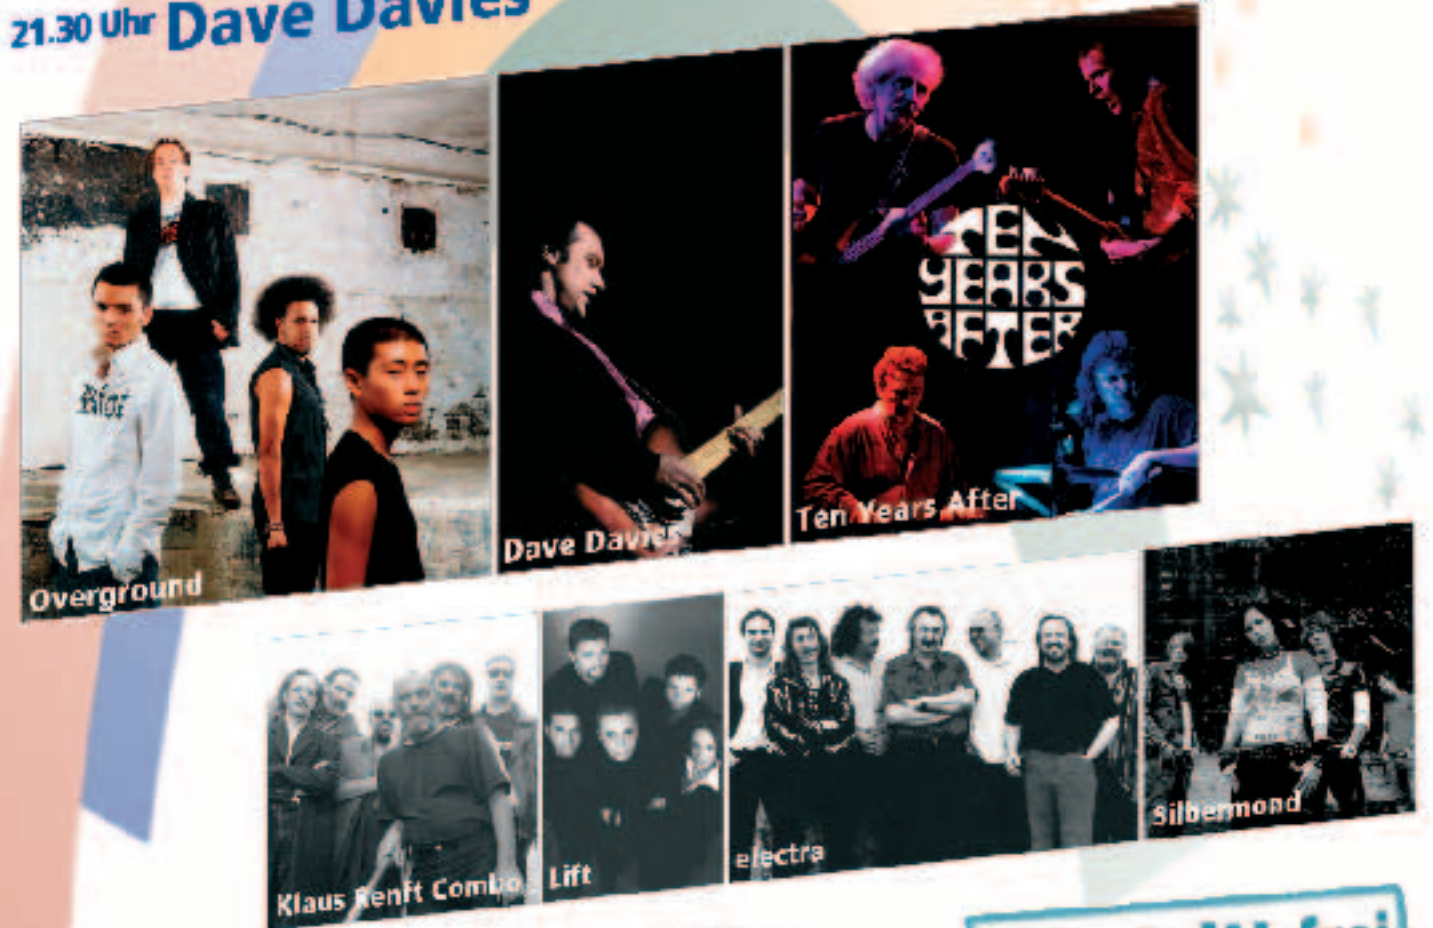 21.30 Uhr Dave Davies
TEN
YEARS
AFTER
Overground
Dave Davies
Ten Years After
Klaus Renft Combo
Lift
electra
Silbermond